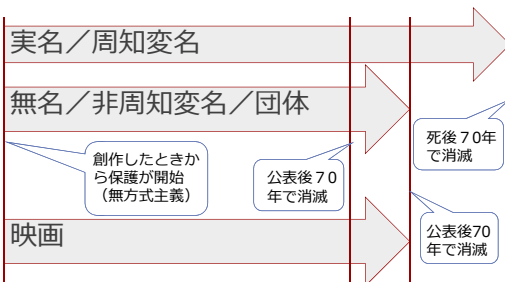 実名／周知変名
無名／非周知変名／団体
創作したときか
ら保護が開始
（無方式主義）
公表後７０
年で消滅
死後７0年
で消滅
映画
公表後70
年で消滅